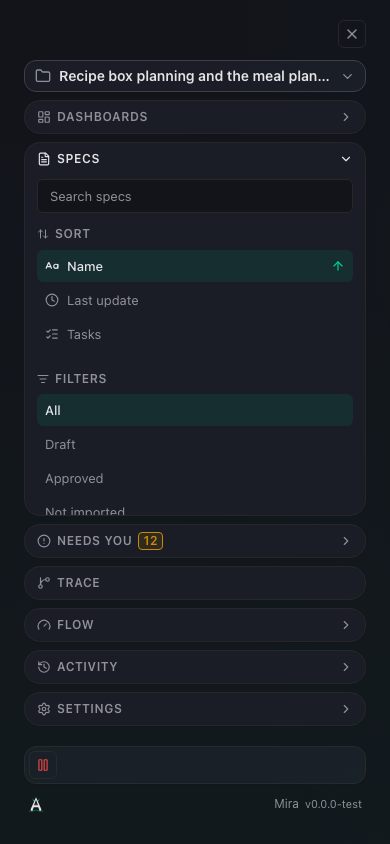 Recipe box planning and the meal plan...
DASHBOARDS
SPECS
Search specs
SORT
Aa Name
Last update
Tasks
FILTERS
All
Draft
Approved
Not imported
NEEDS YOU 12
TRACE
FLOW
ACTIVITY
SETTINGS
A Mira v0.0.0-test